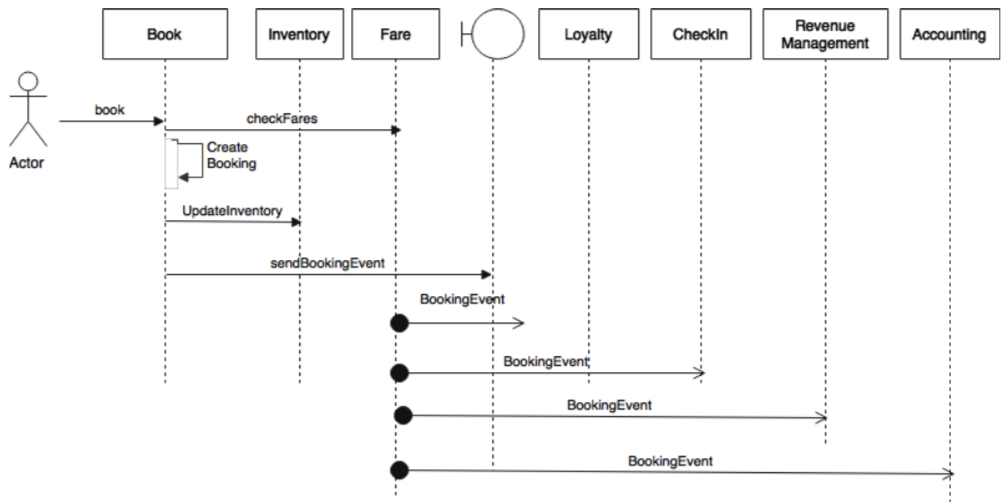 Book
Inventory
Fare
Loyalty
CheckIn
Revenue
Management
Accounting
book
checkFares
Actor
Create
Booking
UpdateInventory
sendBookingEvent
BookingEvent
BookingEvent
BookingEvent
BookingEvent